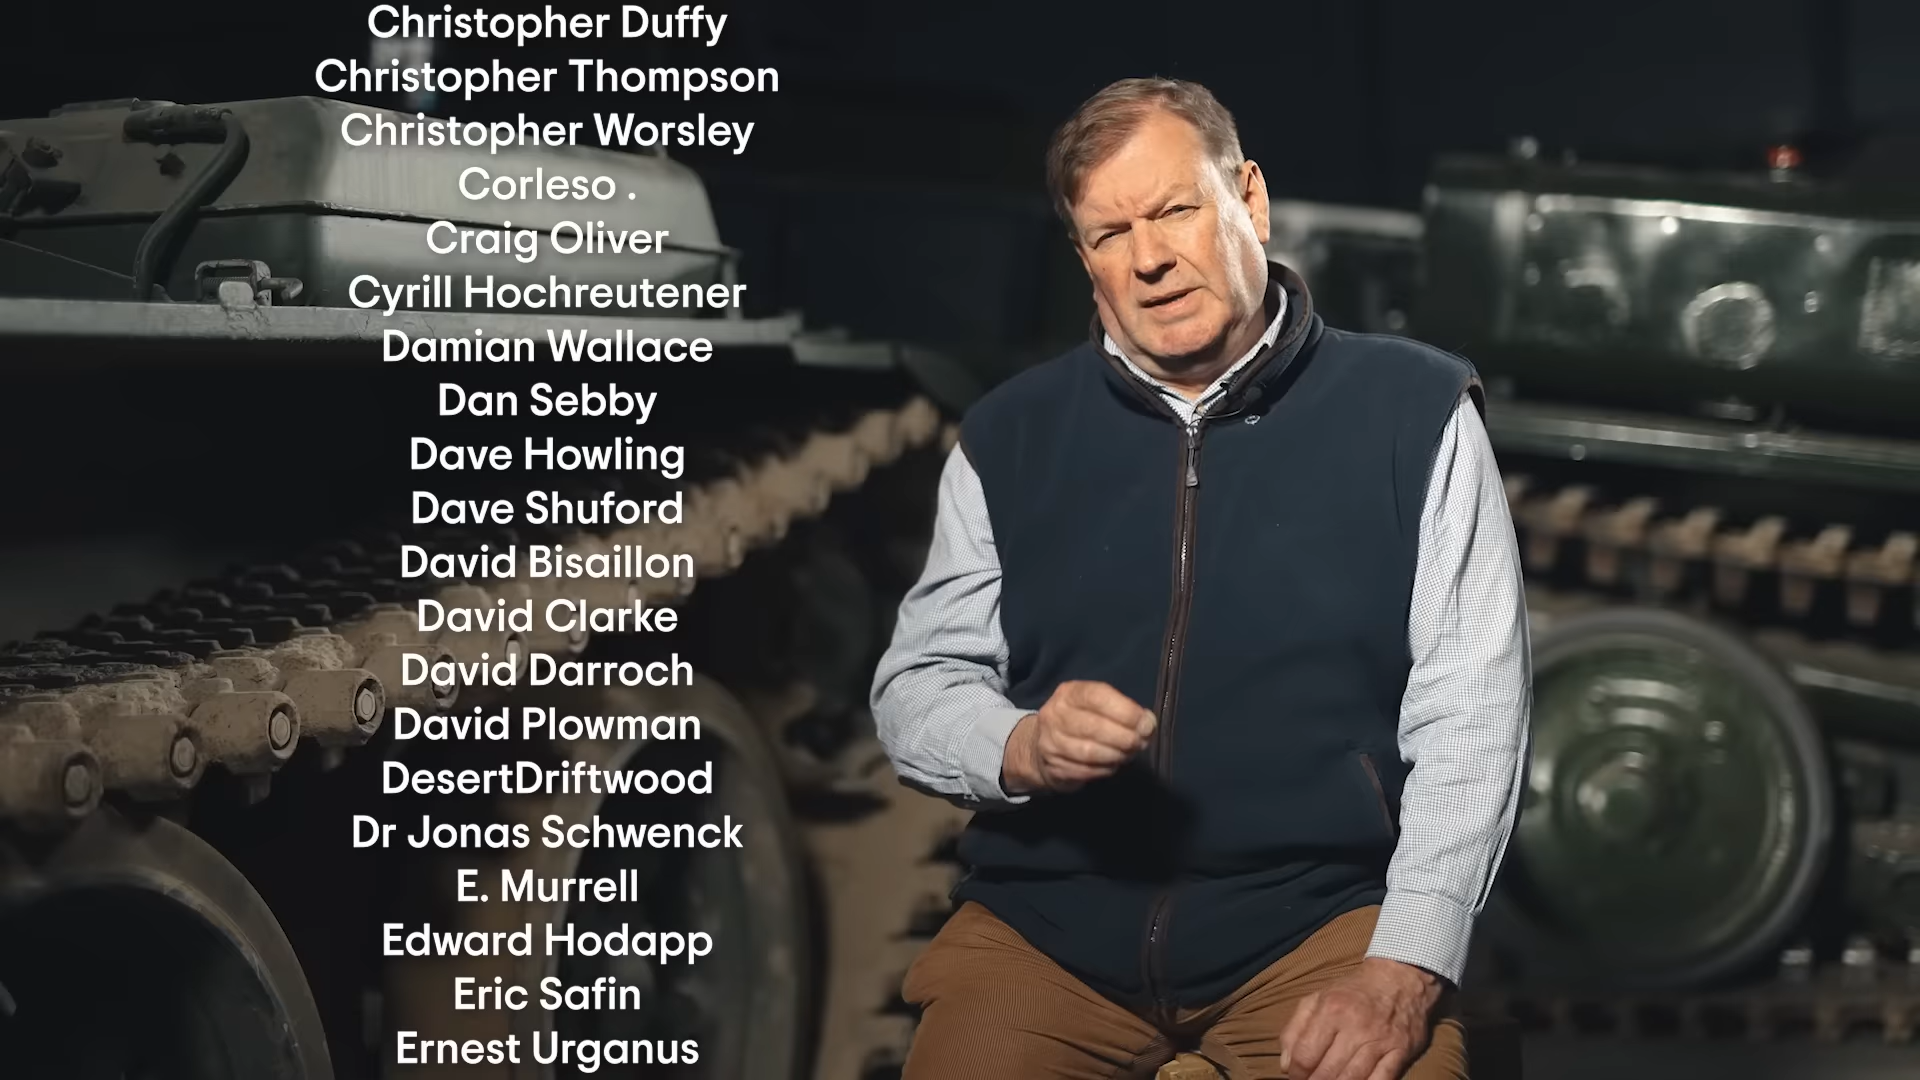 Christopher Duffy
Christopher Thompson
Christopher Worsley
Corleso .
Craig Oliver
Cyrill Hochreutener
Damian Wallace
Dan Sebby
Dave Howling
Dave Shuford
David Bisaillon
David Clarke
David Darroch
David Plowman
DesertDriftwood
Dr Jonas Schwenck
E. Murrell
Edward Hodapp
Eric Safin
Ernest Urganus